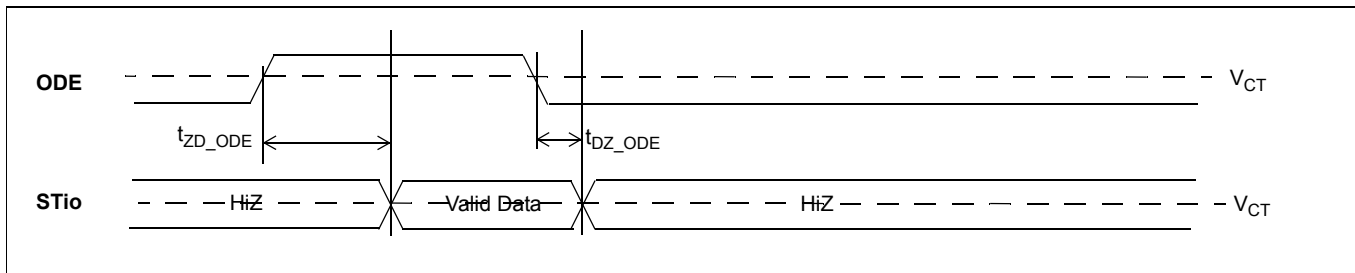 ODE
V_CT
t_ZD_ODE
t_DZ_ODE
STio
HiZ
Valid Data
HiZ
V_CT